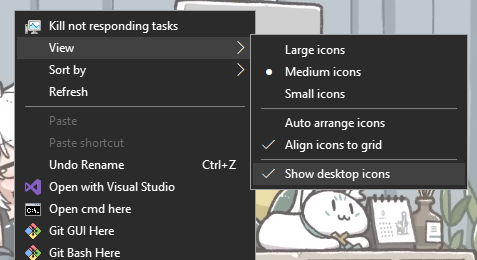 Kill not responding tasks
View
Sort by
Refresh
Paste
Paste shortcut
Undo Rename Ctrl+Z
Open with Visual Studio
Open cmd here
Git GUI Here
Git Bash Here
Large icons
Medium icons
Small icons
Auto arrange icons
Align icons to grid
Show desktop icons